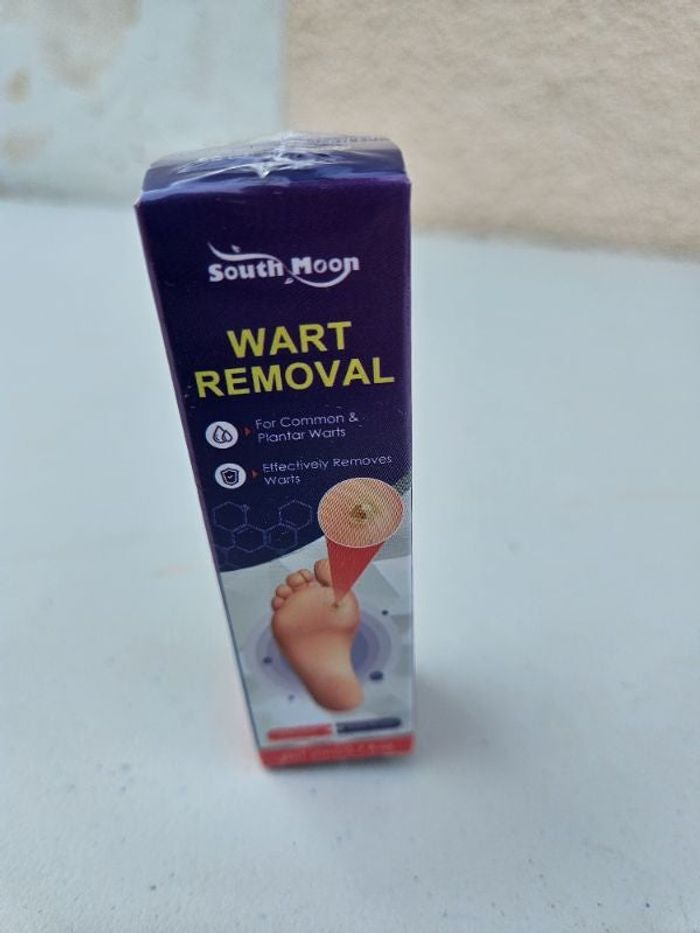 South Moon
WART
REMOVAL
For Common &
Plantar Warts
Effectively Removes
Warts